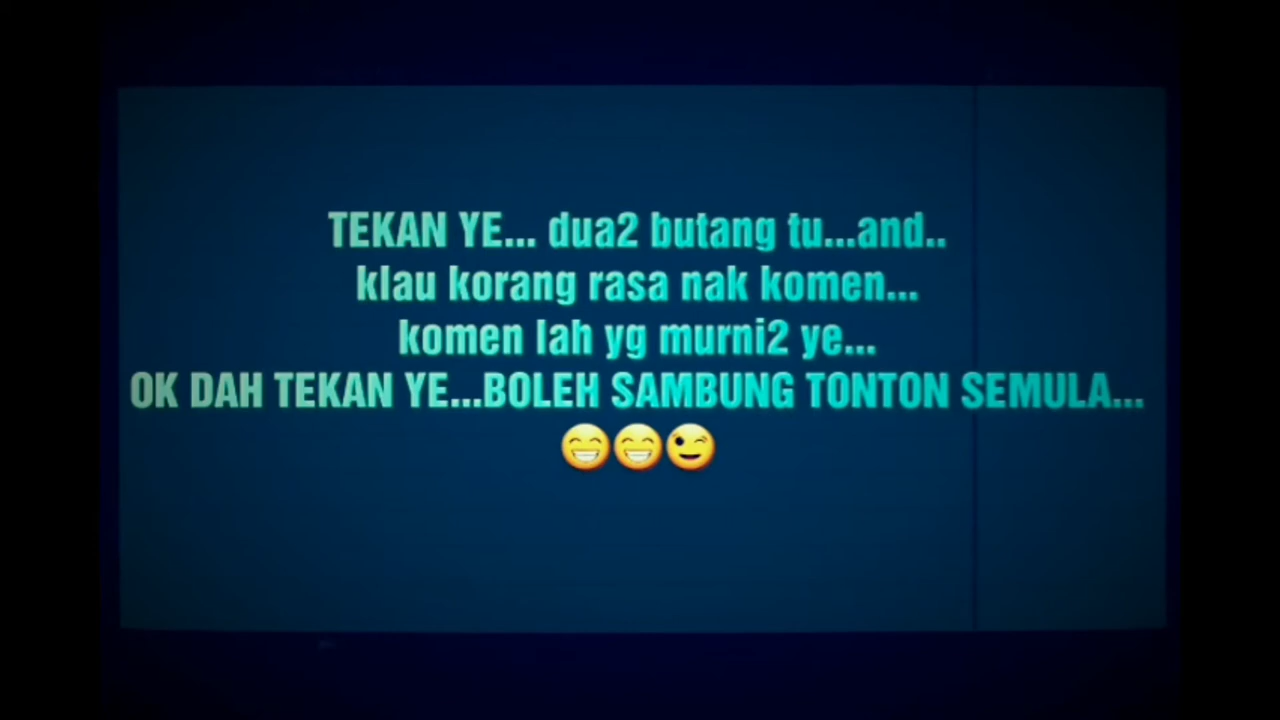 TEKAN YE... dua2 butang tu...and..
klau korang rasa nak komen...
komen lah yg murni2 ye...
OK DAH TEKAN YE...BOLEH SAMBUNG TONTON SEMULA...
😁😁😉